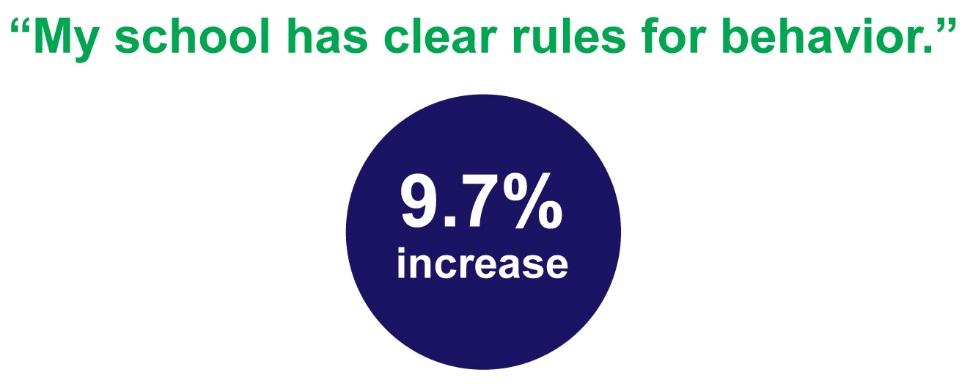 “My school has clear rules for behavior.”
9.7%
increase